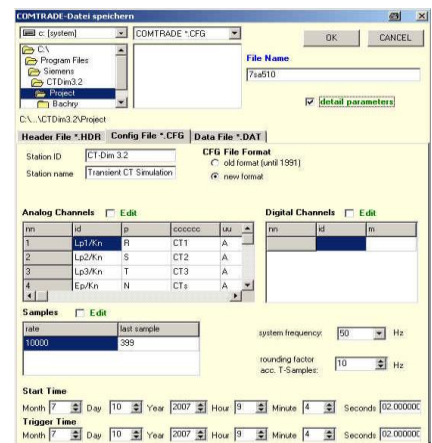 COMTRADE-Datei speichern
c: [system]
COMTRADE *.CFG
OK
CANCEL
C:\
Program Files
Siemens
CTDim3.2
Project
Bachry
File Name
7sa510
detail parameters
C:\...\CTDim3.2\Project
Header File *.HDR Config File *.CFG Data File *.DAT
Station ID CT-Dim 3.2
Station name Transient CT Simulation
CFG File Format
old format (until 1991)
new format
Analog Channels Edit
nn id p cccccc uu
1 Lp1/Kn R CT1 A
2 Lp2/Kn S CT2 A
3 Lp3/Kn T CT3 A
4 Ep/Kn N CTs A
Digital Channels Edit
nn id m
Samples Edit
rate last sample
10000 399
system frequency: 50 Hz
rounding factor
acc. T-Samples: 10 Hz
Start Time
Month 7 Day 10 Year 2007 Hour 9 Minute 4 Seconds 02.00000
Trigger Time
Month 7 Day 10 Year 2007 Hour 9 Minute 4 Seconds 02.00000